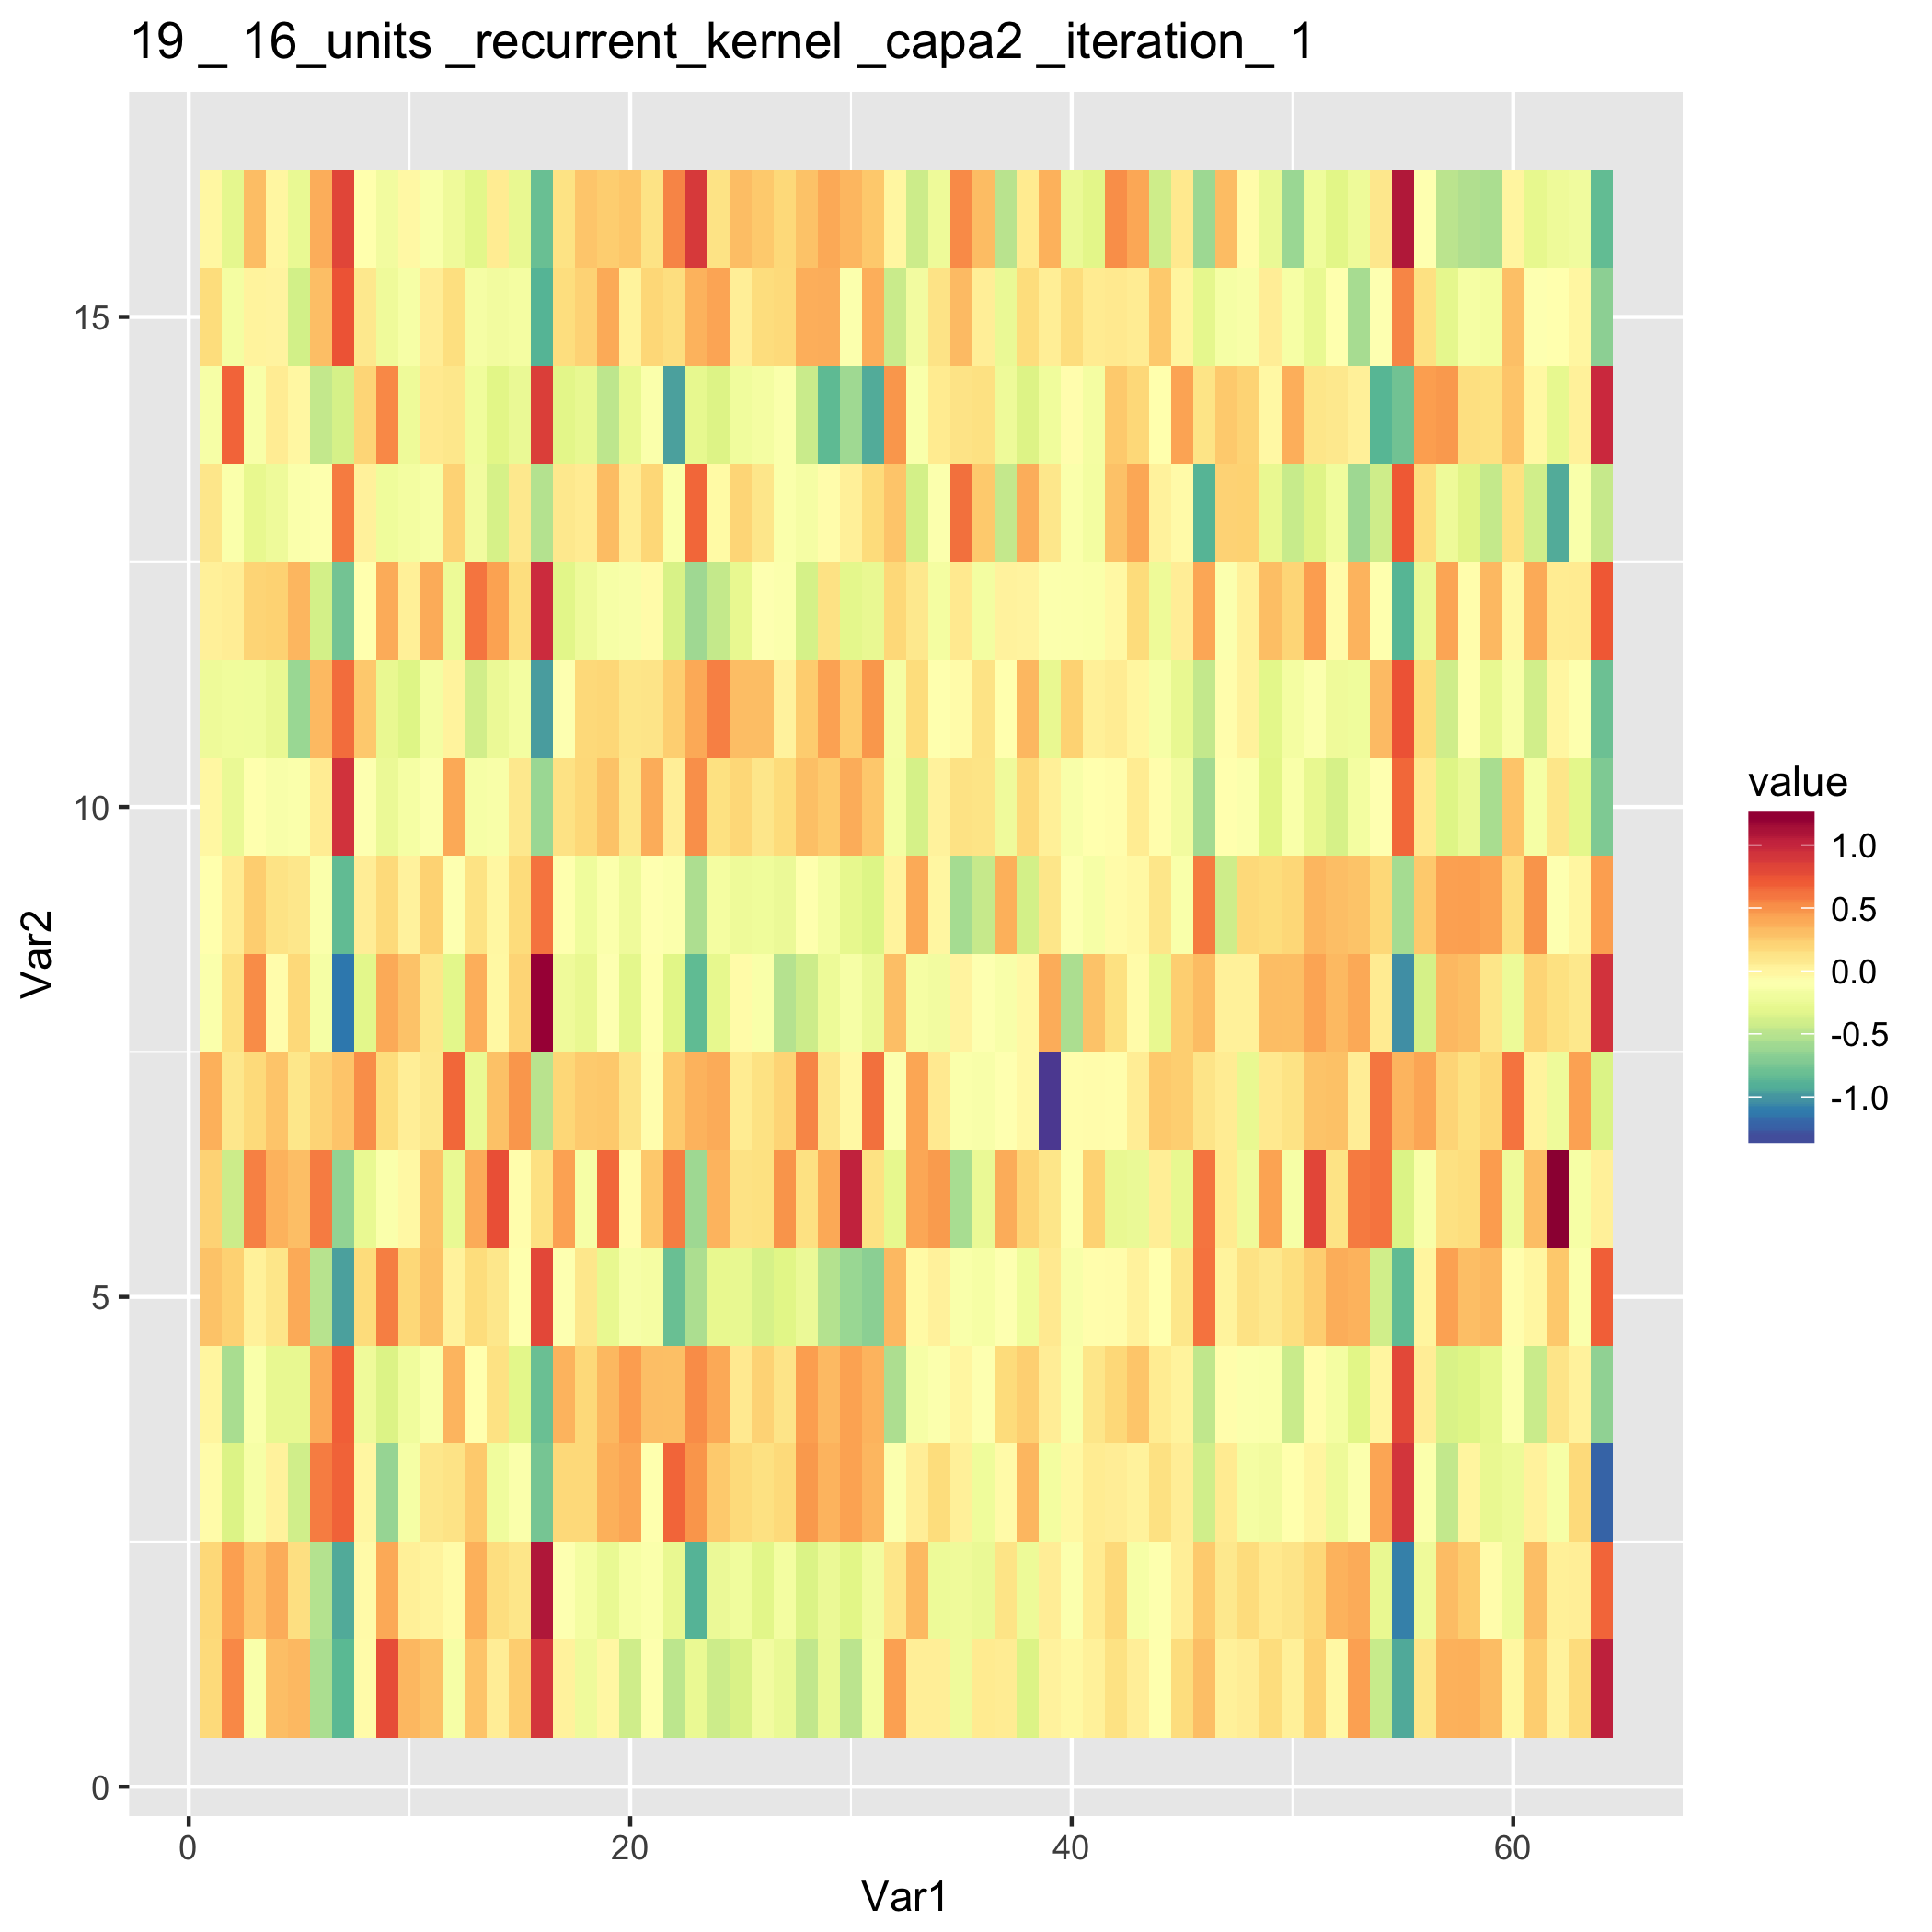 19 _ 16_units _recurrent_kernel _capa2 _iteration_ 1
15
10
5
0
Var2
0 20 40 60
Var1
value
1.0
0.5
0.0
-0.5
-1.0